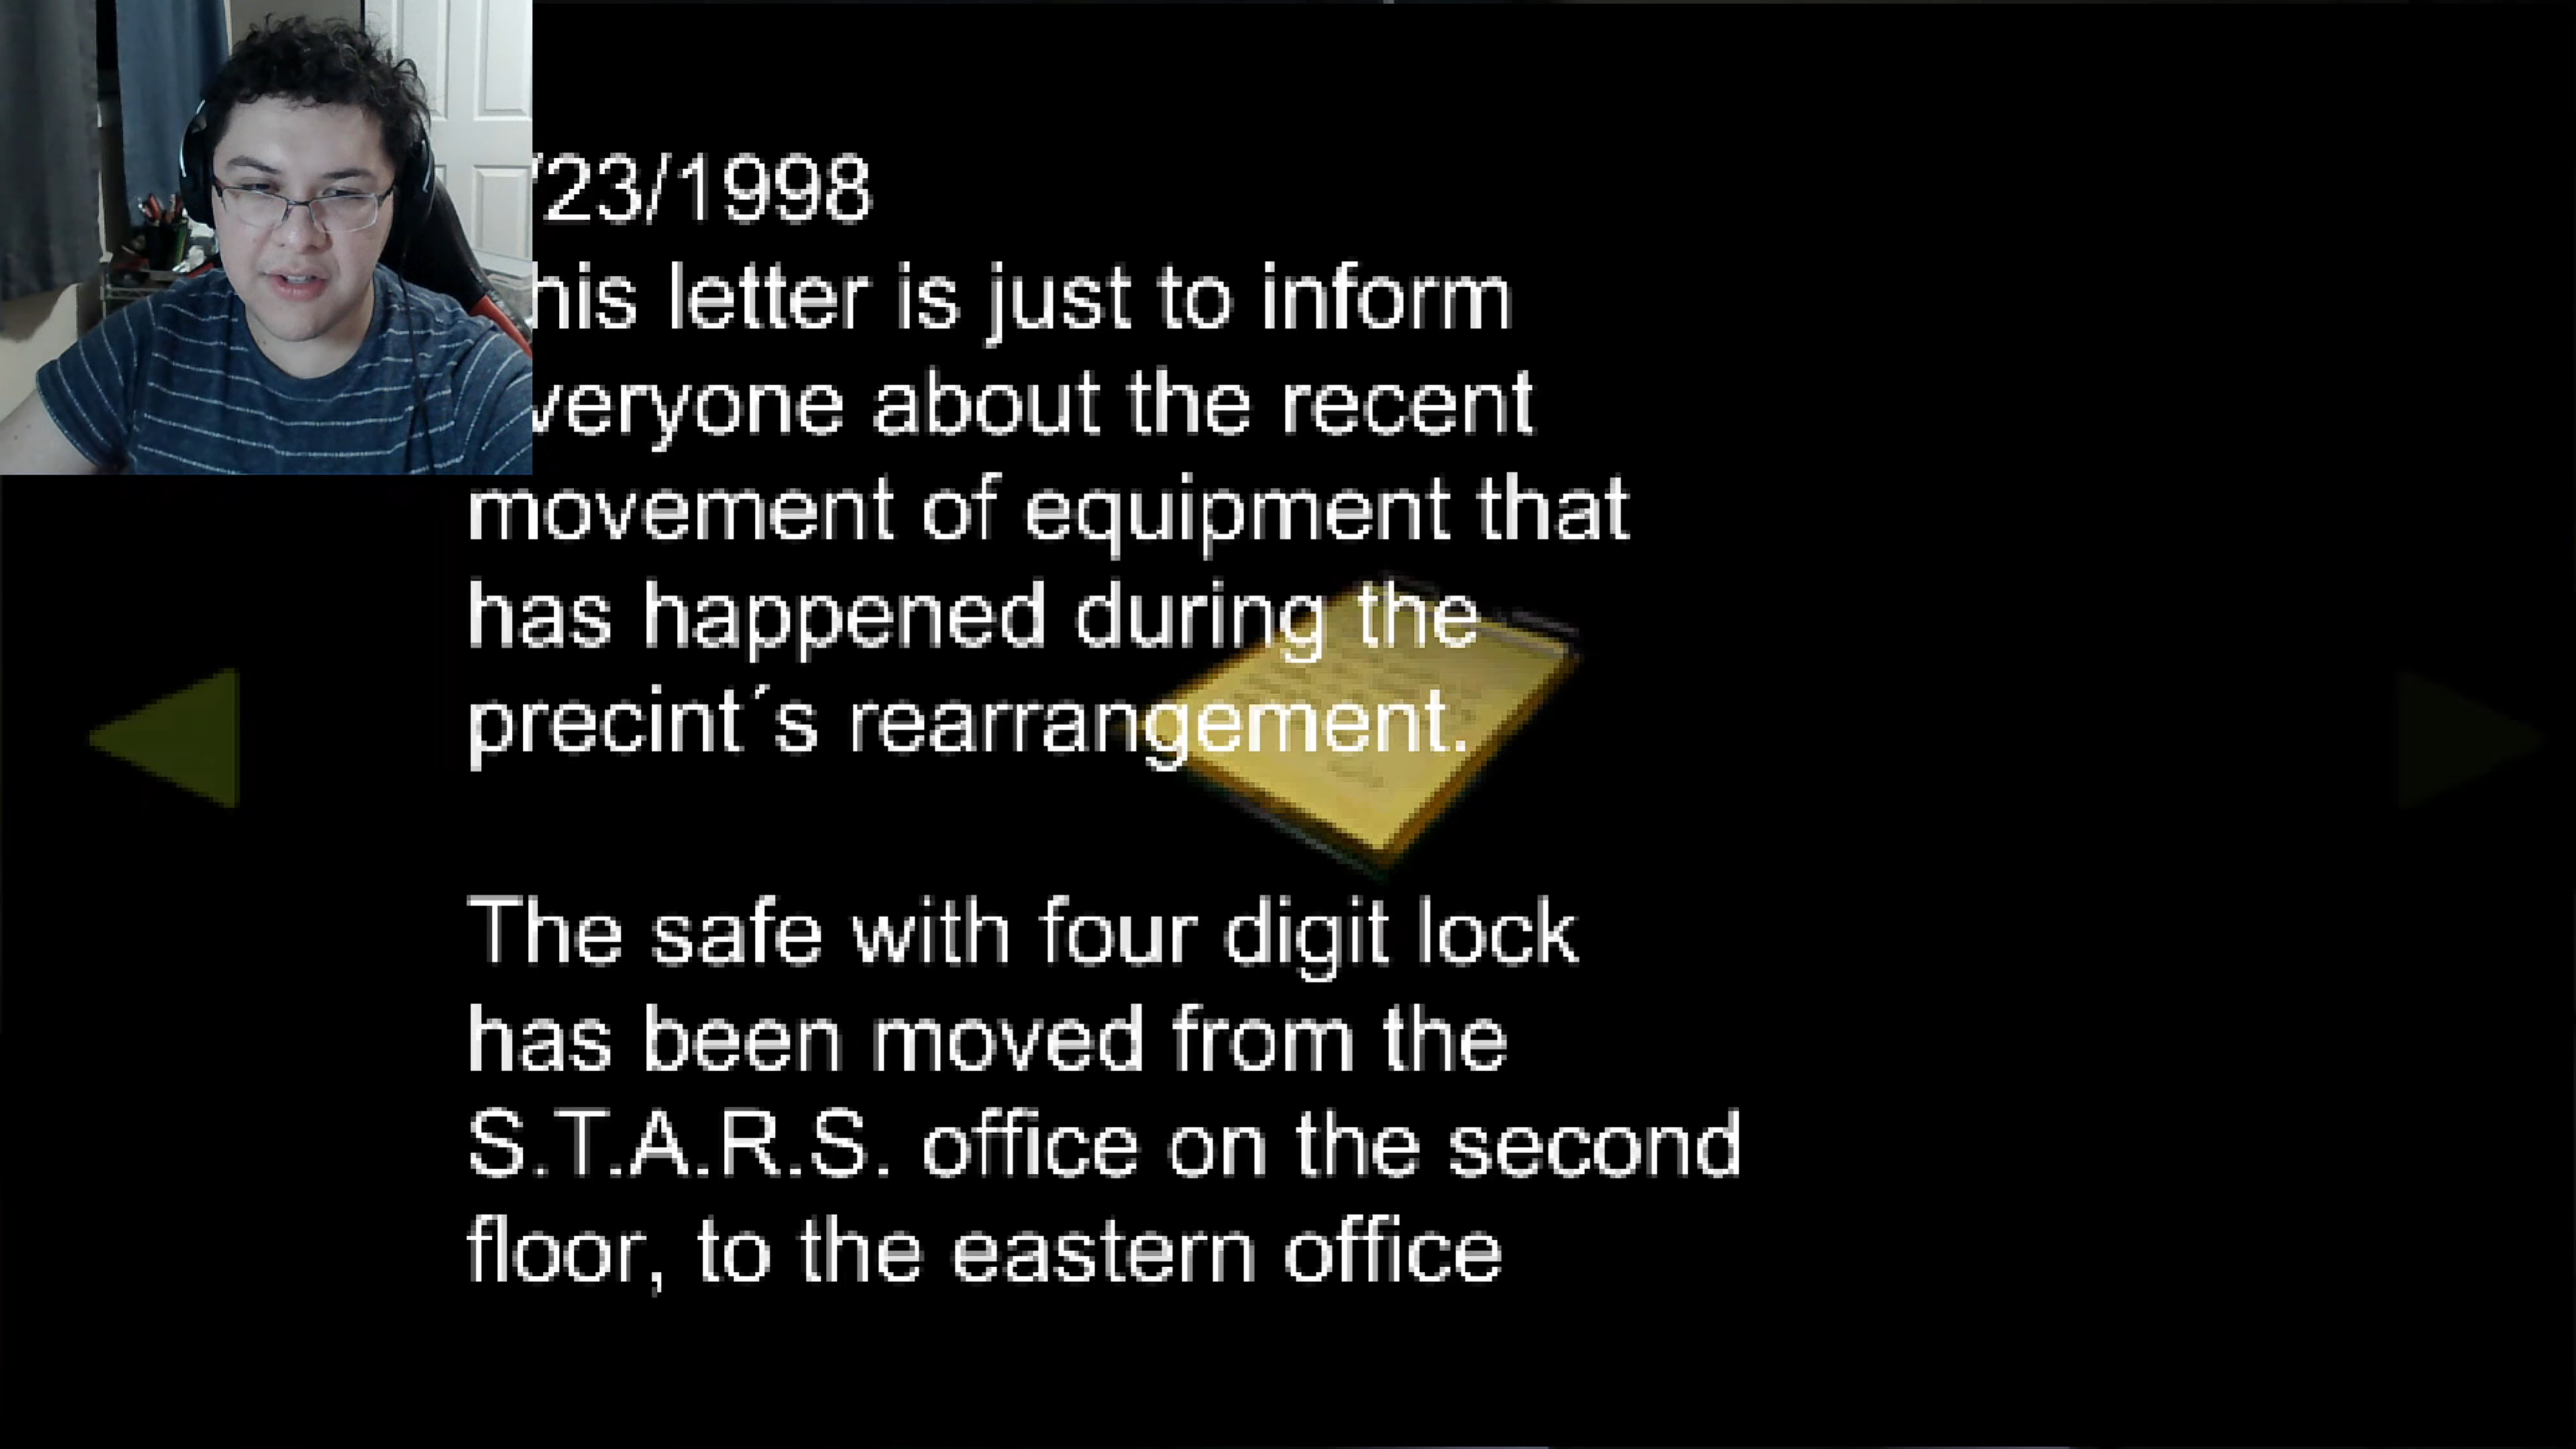 /23/1998
his letter is just to inform
veryone about the recent
movement of equipment that
has happened during the
precint´s rearrangement.
The safe with four digit lock
has been moved from the
S.T.A.R.S. office on the second
floor, to the eastern office